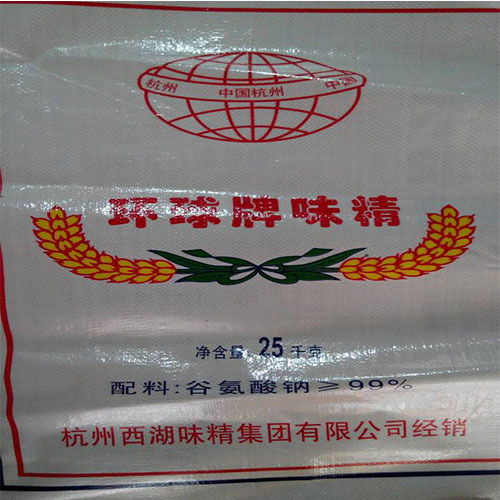 杭州 中国杭州 中国
环球牌味精
净含量 25千克
配料:谷氨酸钠≥99%
杭州西湖味精集团有限公司经销